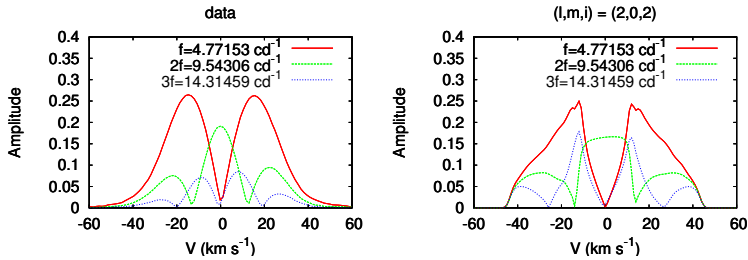 data
f=4.77153 cd⁻¹
2f=9.54306 cd⁻¹
3f=14.31459 cd⁻¹
Amplitude
0.4
0.35
0.3
0.25
0.2
0.15
0.1
0.05
0
-60 -40 -20 0 20 40 60
V (km s⁻¹)
(l,m,i) = (2,0,2)
f=4.77153 cd⁻¹
2f=9.54306 cd⁻¹
3f=14.31459 cd⁻¹
Amplitude
0.4
0.35
0.3
0.25
0.2
0.15
0.1
0.05
0
-60 -40 -20 0 20 40 60
V (km s⁻¹)